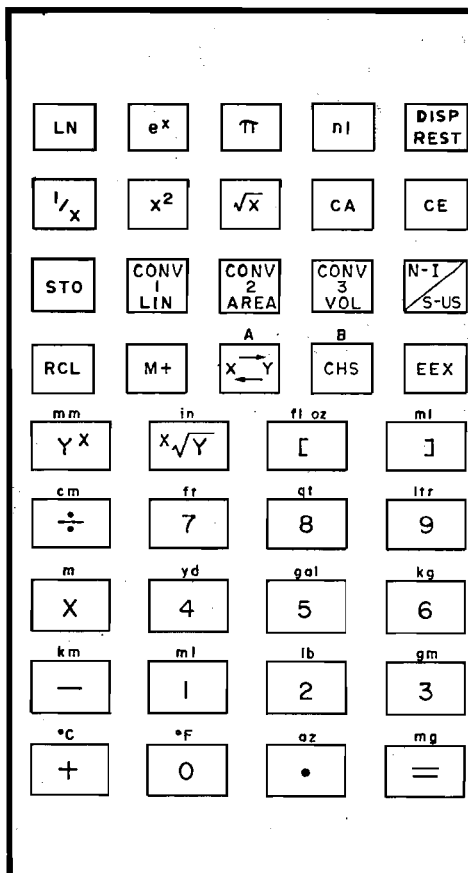 LN eˣ π n! DISP REST
1/x x² √x CA CE
STO CONV 1 LIN CONV 2 AREA CONV 3 VOL N-I/S-US
A B
RCL M+ X⇄Y CHS EEX
mm in fl oz ml
Yˣ ˣ√Y [ ]
cm ft qt ltr
÷ 7 8 9
m yd gal kg
X 4 5 6
km mi lb gm
— 1 2 3
°C °F oz mg
+ 0 • =